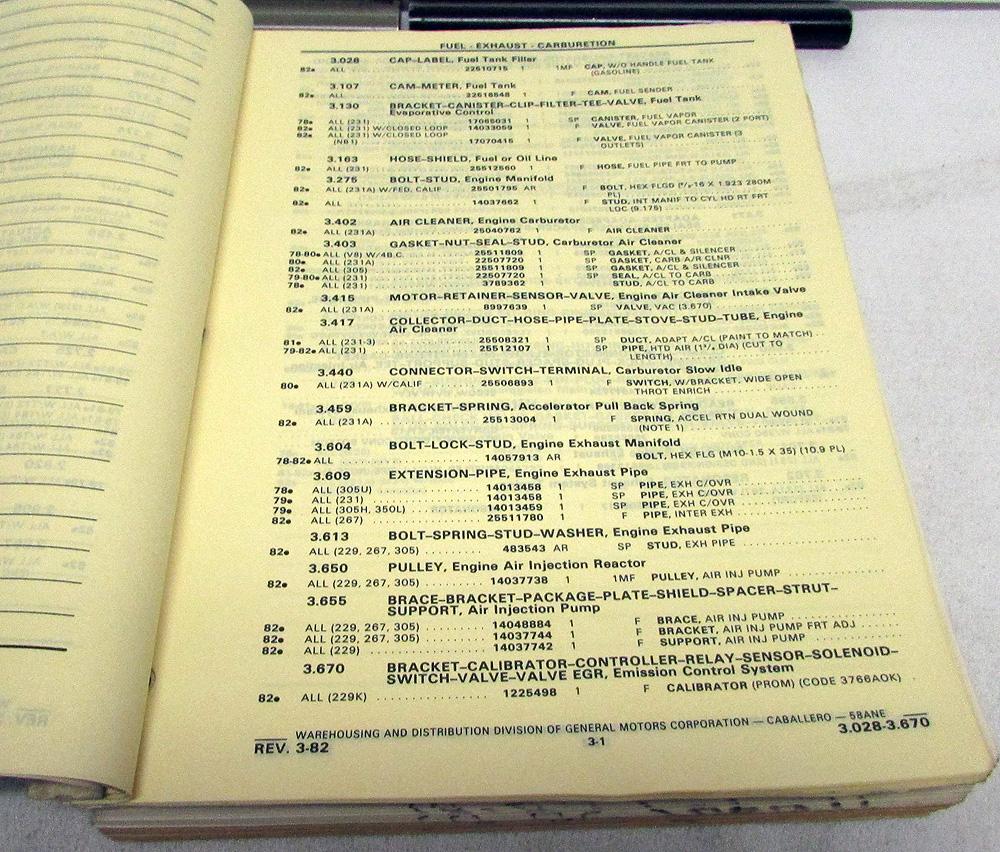 FUEL - EXHAUST - CARBURETION
3.028 CAP–LABEL, Fuel Tank Filler
82● ALL 22510715 1 1MF CAP, W/O HANDLE FUEL TANK
(GASOLINE)
3.107 CAM–METER, Fuel Tank
82● ALL 22516548 1 F CAM, FUEL SENDER
3.130 BRACKET–CANISTER–CLIP–FILTER–TEE–VALVE, Fuel Tank
Evaporative Control
78● ALL (231) 17065031 1 SP CANISTER, FUEL VAPOR
82● ALL (231) W/CLOSED LOOP 14033059 1 F VALVE, FUEL VAPOR CANISTER (2 PORT)
82● ALL (231) W/CLOSED LOOP
(NB1) 17070415 1 F VALVE, FUEL VAPOR CANISTER (3
OUTLETS)
3.163 HOSE–SHIELD, Fuel or Oil Line
82● ALL (231) 25512560 1 F HOSE, FUEL PIPE FRT TO PUMP
3.275 BOLT–STUD, Engine Manifold
82● ALL (231A) W/FED, CALIF 25501795 AR F BOLT, HEX FLGD 16 X 1.923 280M
PL)
82● ALL 14037662 1 F STUD, INT MANIF TO CYL HD RT FRT
LOC (9.175)
3.402 AIR CLEANER, Engine Carburetor
82● ALL (231A) 25040762 1 F AIR CLEANER
3.403 GASKET–NUT–SEAL–STUD, Carburetor Air Cleaner
78-80● ALL (V8) W/4B.C. 25511809 1 SP GASKET, A/CL & SILENCER
80● ALL (231A) 22507720 1 SP GASKET, CARB A/R CLNR
82● ALL (305) 25511809 1 SP GASKET, A/CL & SILENCER
79-80● ALL (231) 22507720 1 SP SEAL, A/CL TO CARB
78● ALL (231) 3789362 1 STUD, A/CL TO CARB
3.415 MOTOR–RETAINER–SENSOR–VALVE, Engine Air Cleaner Intake Valve
82● ALL (231A) 8997639 1 SP VALVE, VAC (3.670)
3.417 COLLECTOR–DUCT–HOSE–PIPE–PLATE–STOVE–STUD–TUBE, Engine
Air Cleaner
81● ALL (231-3) 25508321 1 SP DUCT, ADAPT A/CL (PAINT TO MATCH)
79-82● ALL (231) 25512107 1 SP PIPE, HTD AIR DIA) (CUT TO
LENGTH)
3.440 CONNECTOR–SWITCH–TERMINAL, Carburetor Slow Idle
80● ALL (231A) W/CALIF 25506893 1 F SWITCH, W/BRACKET, WIDE OPEN
THROT ENRICH
3.459 BRACKET–SPRING, Accelerator Pull Back Spring
82● ALL (231A) 25513004 1 F SPRING, ACCEL RTN DUAL WOUND
(NOTE 1)
3.604 BOLT–LOCK–STUD, Engine Exhaust Manifold
78-82● ALL 14057913 AR BOLT, HEX FLG (M10-1.5 X 35) (10.9 PL)
3.609 EXTENSION–PIPE, Engine Exhaust Pipe
78● ALL (305U) 14013458 1 SP PIPE, EXH C/OVR
79● ALL (231) 14013458 1 SP PIPE, EXH C/OVR
79● ALL (305H, 350L) 14013459 1 SP PIPE, EXH C/OVR
82● ALL (267) 25511780 1 F PIPE, INTER EXH
3.613 BOLT–SPRING–STUD–WASHER, Engine Exhaust Pipe
82● ALL (229, 267, 305) 483543 AR SP STUD, EXH PIPE
3.650 PULLEY, Engine Air Injection Reactor
82● ALL (229, 267, 305) 14037738 1 1MF PULLEY, AIR INJ PUMP
3.655 BRACE–BRACKET–PACKAGE–PLATE–SHIELD–SPACER–STRUT–
SUPPORT, Air Injection Pump
82● ALL (229, 267, 305) 14048884 1 F BRACE, AIR INJ PUMP
82● ALL (229, 267, 305) 14037744 1 F BRACKET, AIR INJ PUMP FRT ADJ
82● ALL (229) 14037742 1 F SUPPORT, AIR INJ PUMP
3.670 BRACKET–CALIBRATOR–CONTROLLER–RELAY–SENSOR–SOLENOID–
SWITCH–VALVE–VALVE EGR, Emission Control System
82● ALL (229K) 1225498 1 F CALIBRATOR (PROM) (CODE 3766AOK)
WAREHOUSING AND DISTRIBUTION DIVISION OF GENERAL MOTORS CORPORATION — CABALLERO — 58ANE
REV. 3-82 3-1 3.028-3.670